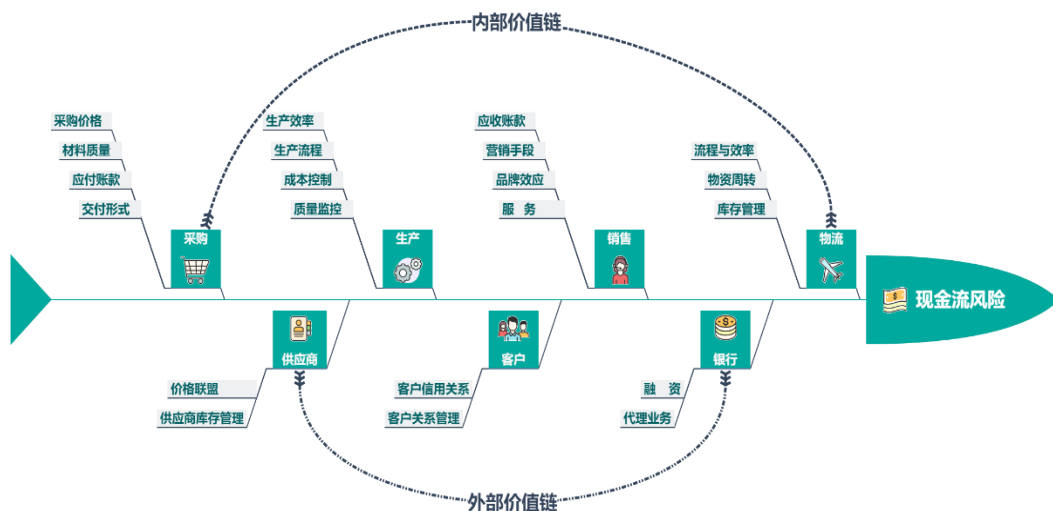 内部价值链
采购价格
材料质量
应付账款
交付形式
采购
生产效率
生产流程
成本控制
质量监控
生产
应收账款
营销手段
品牌效应
服 务
销售
流程与效率
物资周转
库存管理
物流
现金流风险
供应商
价格联盟
供应商库存管理
客户
客户信用关系
客户关系管理
银行
融 资
代理业务
外部价值链